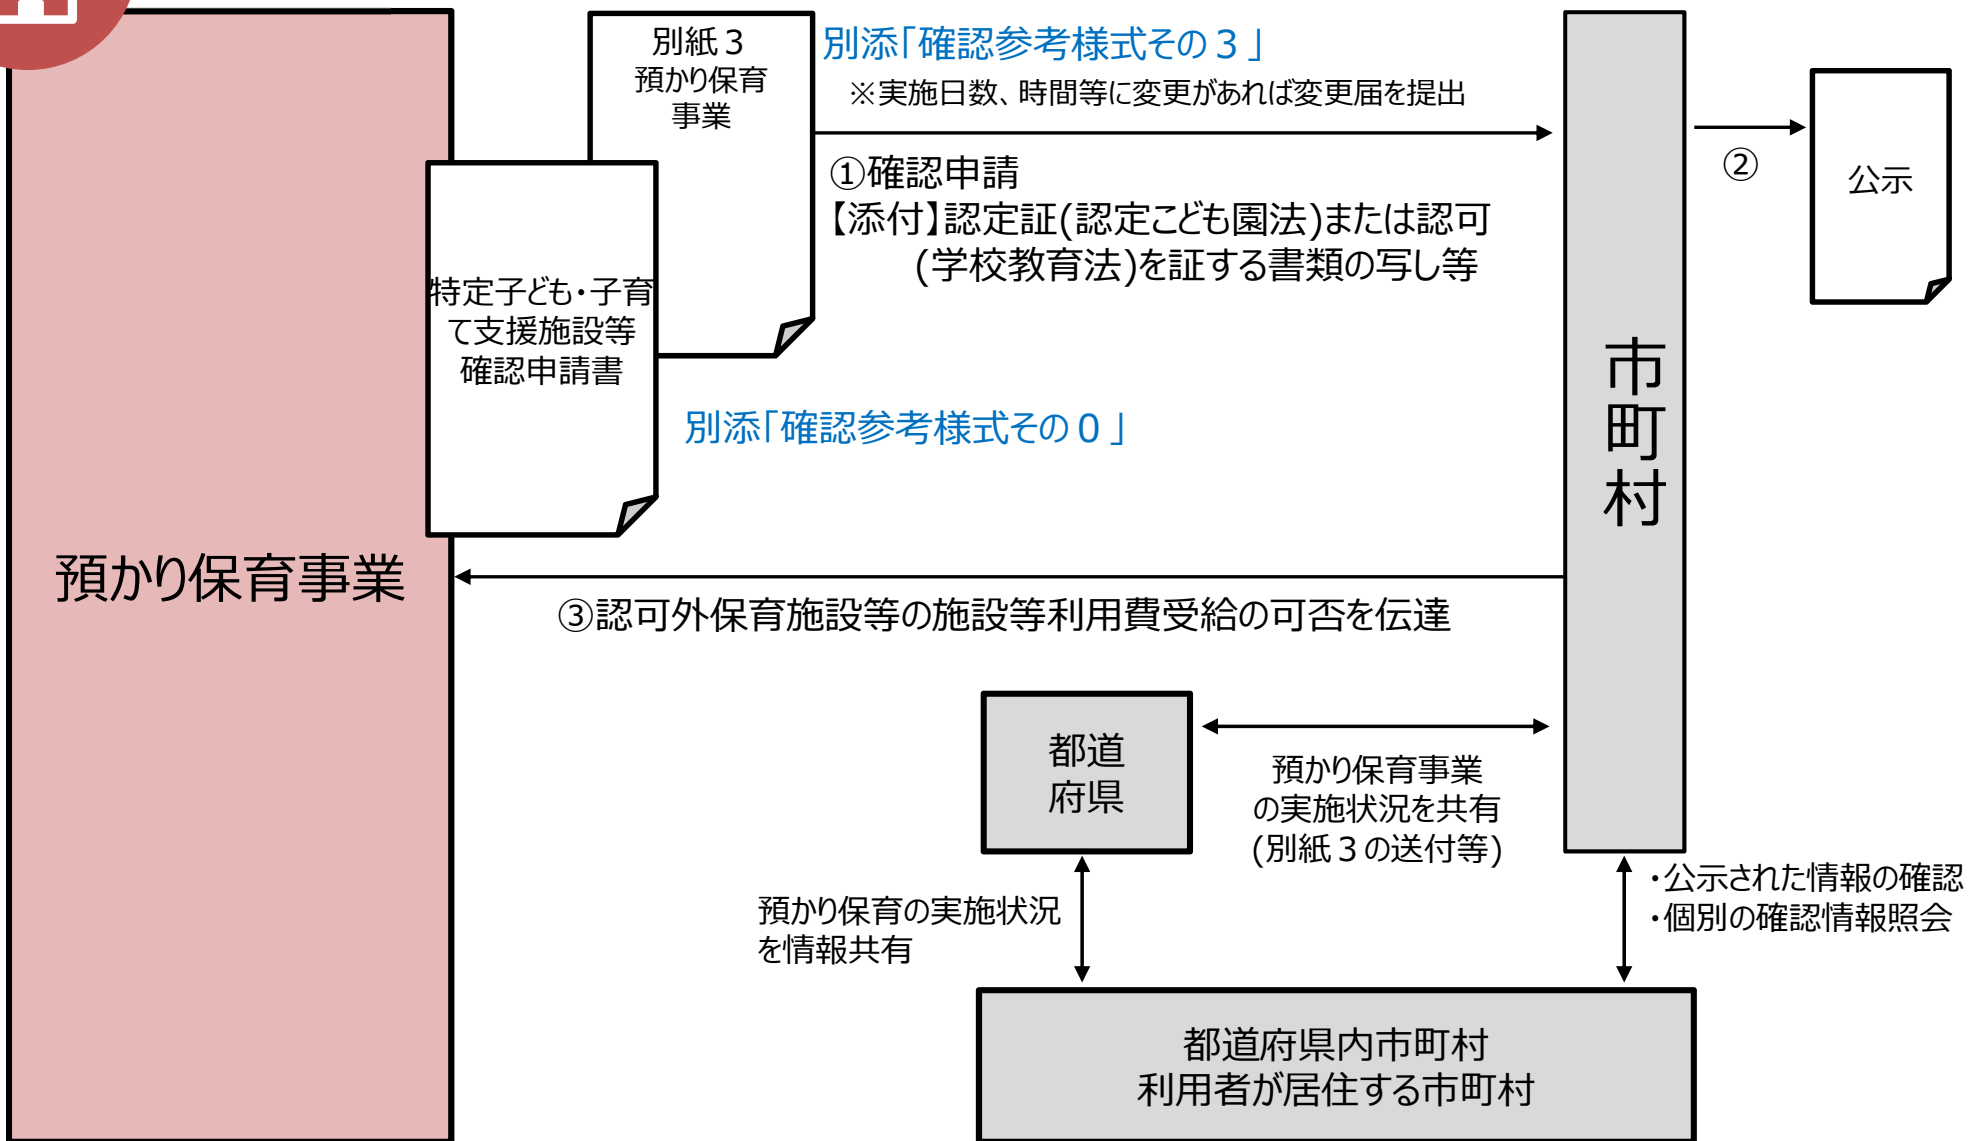 別紙３
預かり保育
事業
別添「確認参考様式その３」
※実施日数、時間等に変更があれば変更届を提出
①確認申請
【添付】認定証(認定こども園法)または認可
(学校教育法)を証する書類の写し等
②
公示
特定子ども・子育
て支援施設等
確認申請書
別添「確認参考様式その０」
市町村
預かり保育事業
③認可外保育施設等の施設等利用費受給の可否を伝達
都道
府県
預かり保育事業
の実施状況を共有
(別紙３の送付等)
・公示された情報の確認
・個別の確認情報照会
預かり保育の実施状況
を情報共有
都道府県内市町村
利用者が居住する市町村